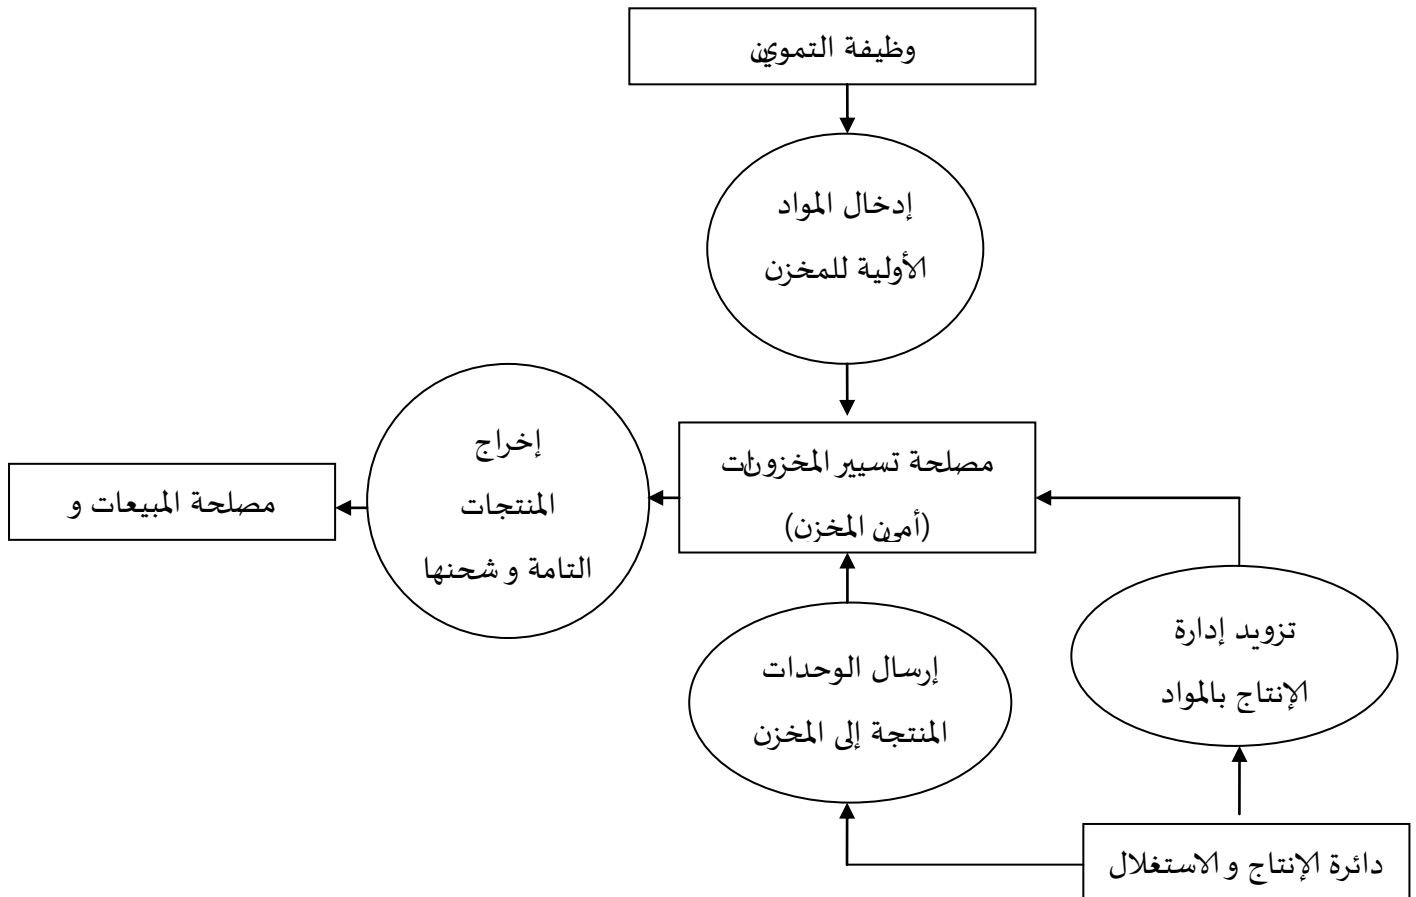 وظيفة التموين
إدخال المواد
الأولية للمخزن
مصلحة تسيير المخزونات
(أمين المخزن)
إخراج
المنتجات
التامة و شحنها
مصلحة المبيعات و
تزويد إدارة
الإنتاج بالمواد
إرسال الوحدات
المنتجة إلى المخزن
دائرة الإنتاج و الاستغلال